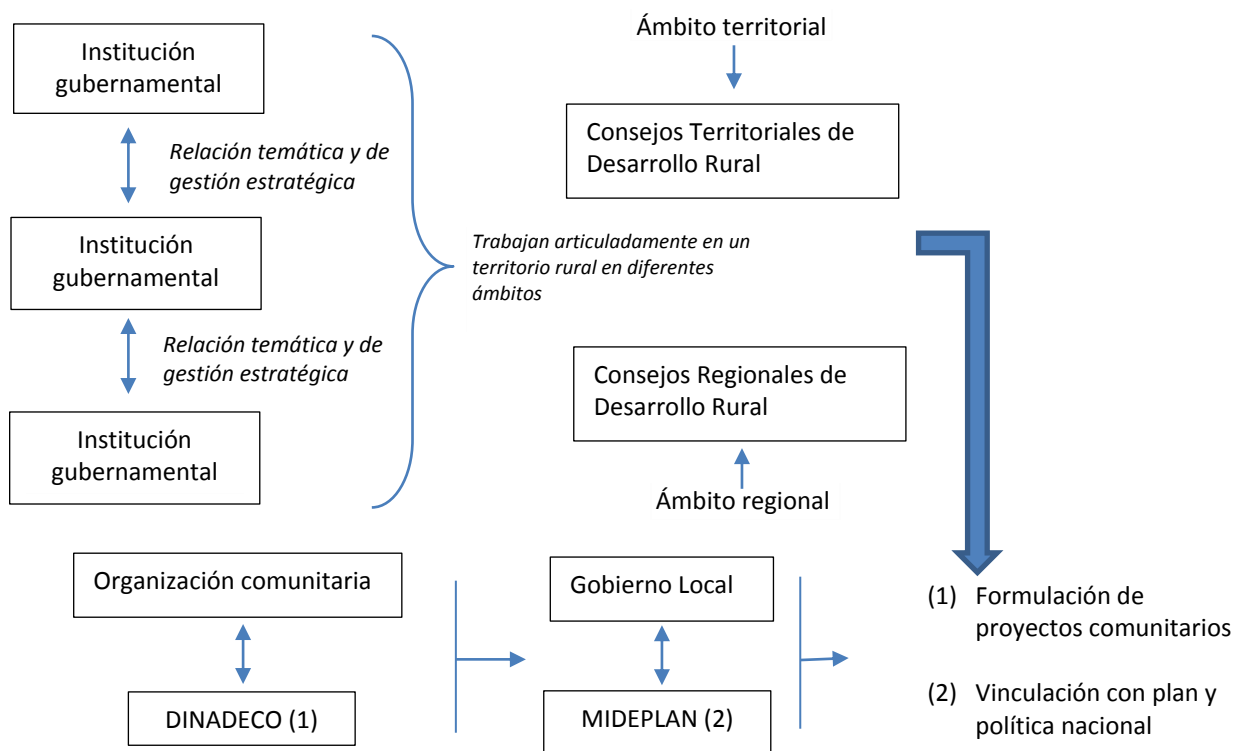 Institución
gubernamental
Relación temática y de
gestión estratégica
Institución
gubernamental
Relación temática y de
gestión estratégica
Institución
gubernamental
Trabajan articuladamente en un
territorio rural en diferentes
ámbitos
Ámbito territorial
Consejos Territoriales de
Desarrollo Rural
Consejos Regionales de
Desarrollo Rural
Ámbito regional
Organización comunitaria
DINADECO (1)
Gobierno Local
MIDEPLAN (2)
(1) Formulación de
proyectos comunitarios
(2) Vinculación con plan y
política nacional